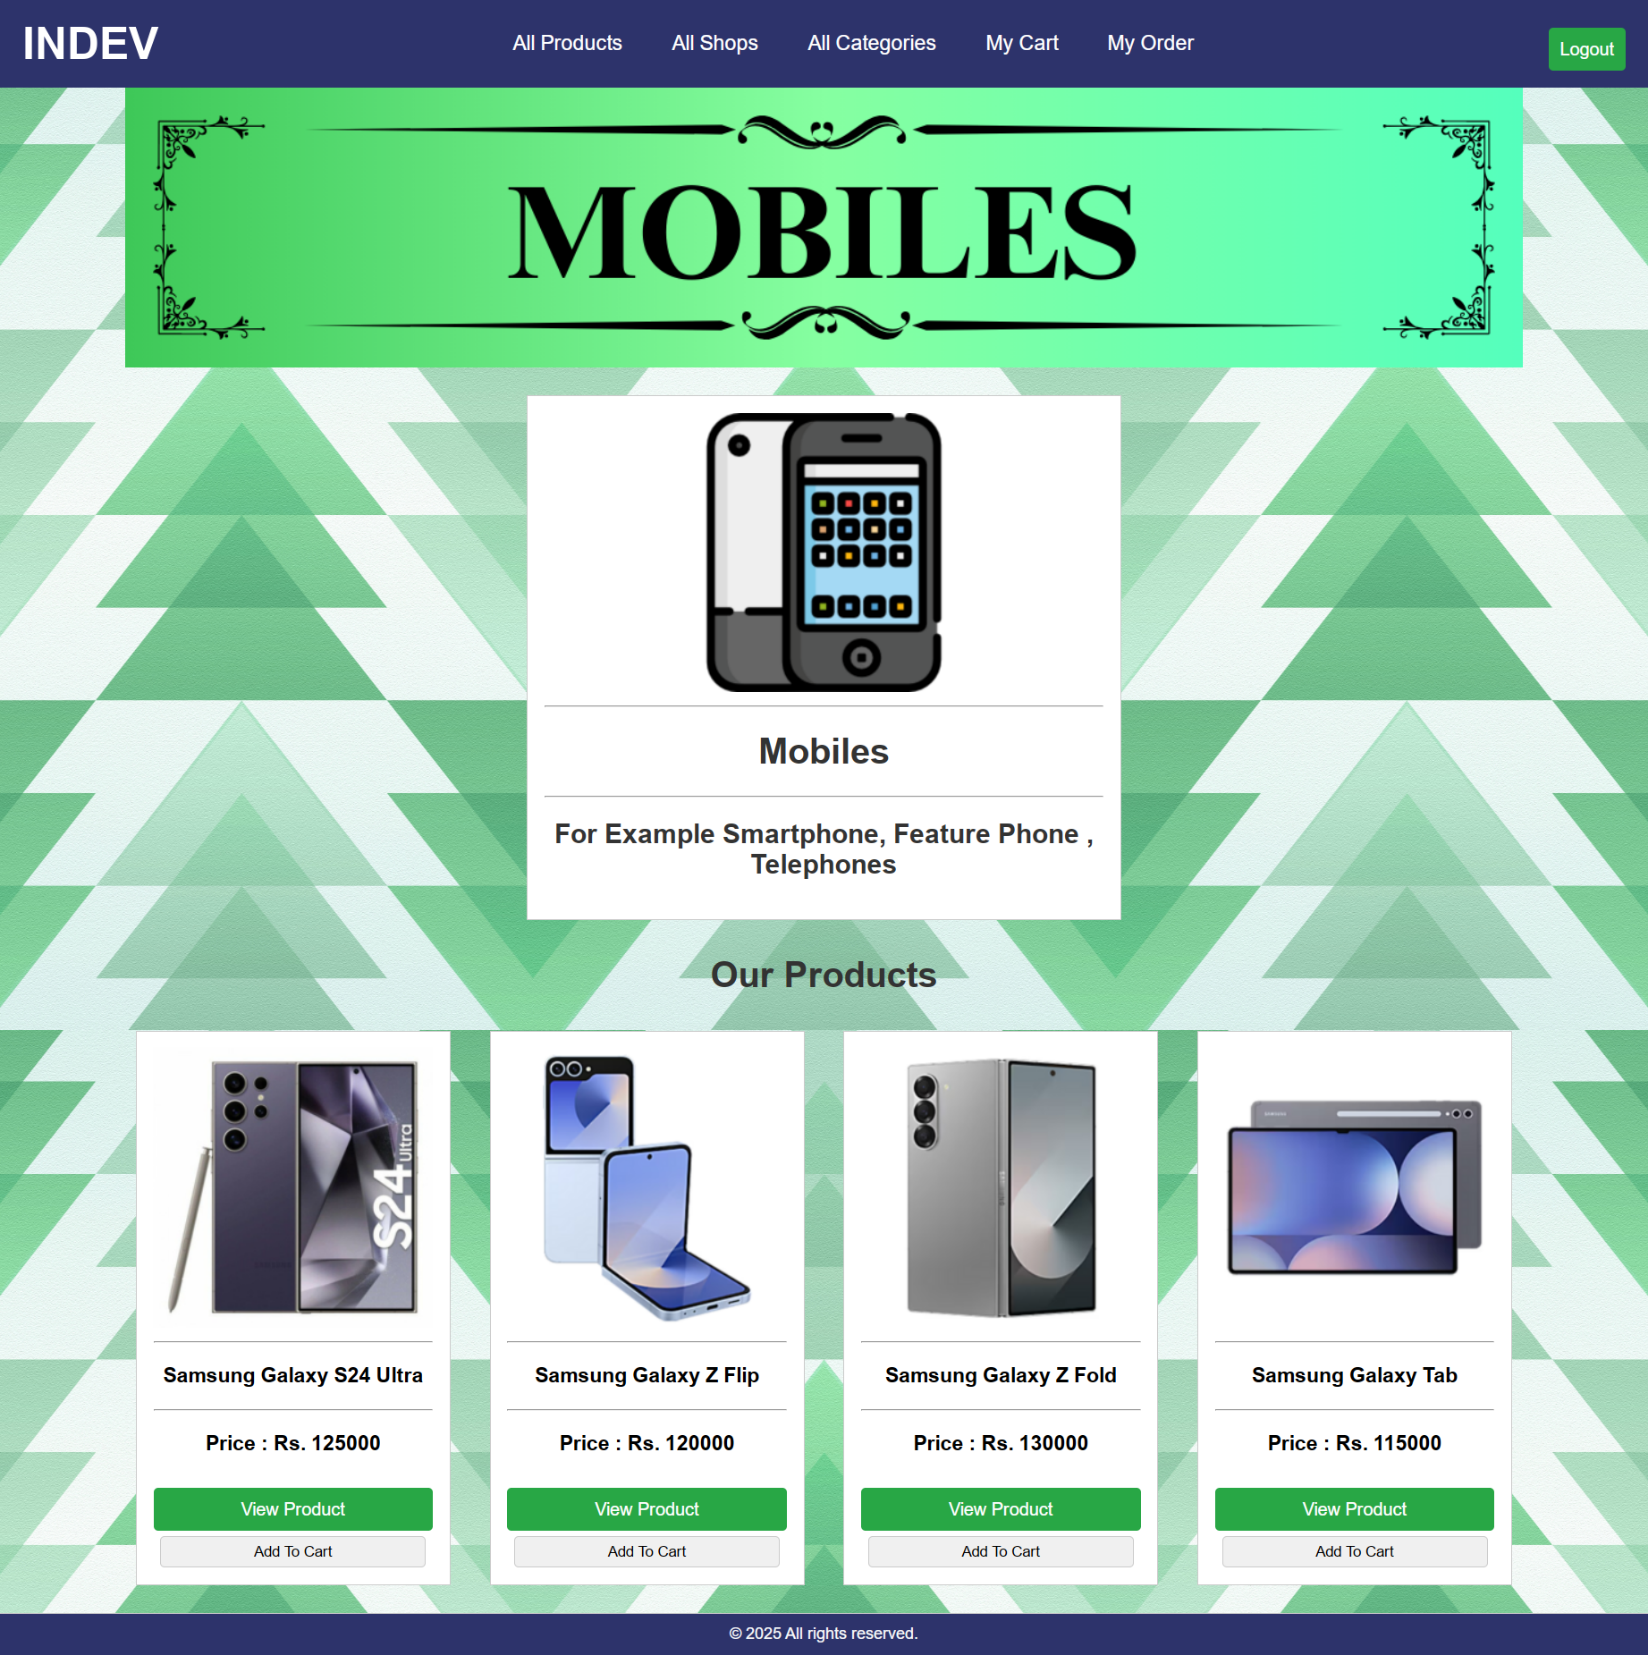 INDEV
All Products
All Shops
All Categories
My Cart
My Order
Logout
MOBILES
Mobiles
For Example Smartphone, Feature Phone ,
Telephones
Our Products
S24 Ultra
Samsung Galaxy S24 Ultra
Price : Rs. 125000
View Product
Add To Cart
Samsung Galaxy Z Flip
Price : Rs. 120000
View Product
Add To Cart
Samsung Galaxy Z Fold
Price : Rs. 130000
View Product
Add To Cart
Samsung Galaxy Tab
Price : Rs. 115000
View Product
Add To Cart
© 2025 All rights reserved.